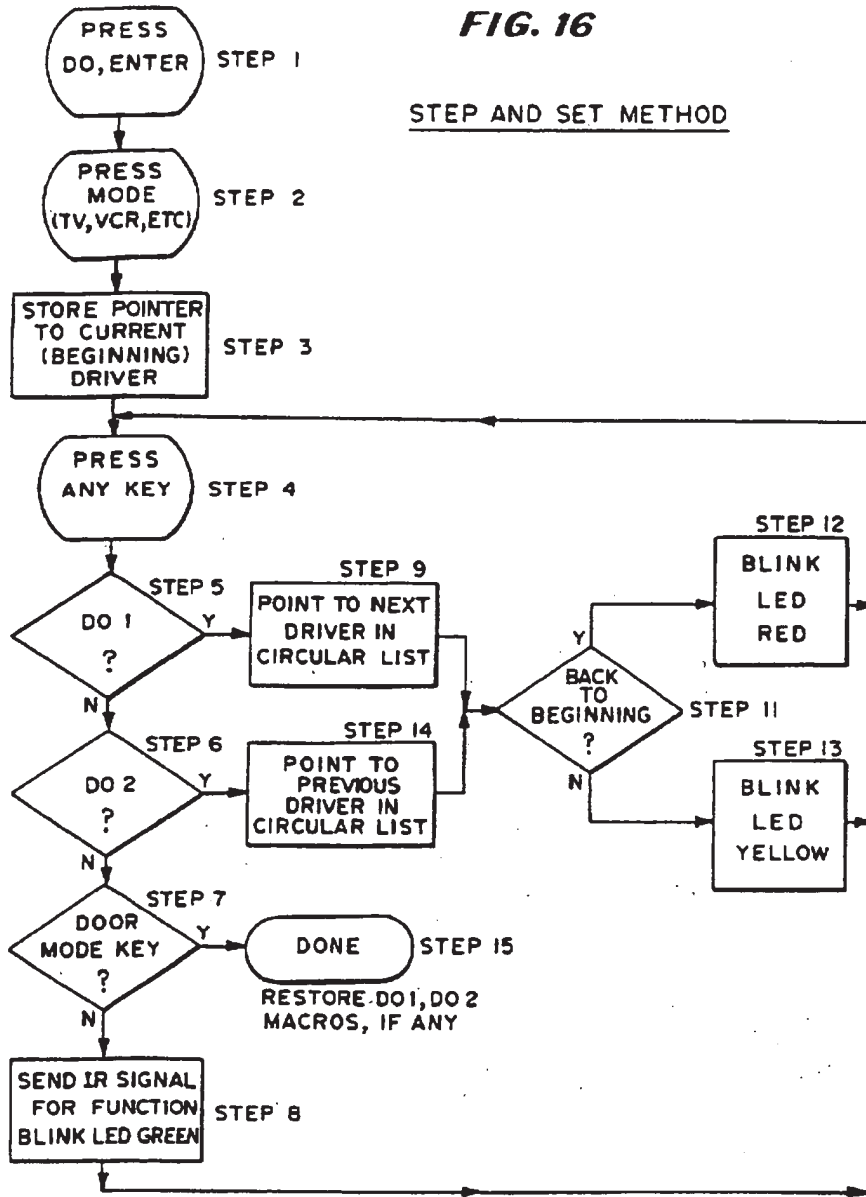 FIG. 16
STEP AND SET METHOD
PRESS
DO, ENTER
STEP 1
PRESS
MODE
(TV, VCR, ETC)
STEP 2
STORE POINTER
TO CURRENT
(BEGINNING)
DRIVER
STEP 3
PRESS
ANY KEY
STEP 4
DO 1
?
STEP 5
Y
N
STEP 9
POINT TO NEXT
DRIVER IN
CIRCULAR LIST
DO 2
?
STEP 6
Y
N
STEP 14
POINT TO
PREVIOUS
DRIVER IN
CIRCULAR LIST
BACK
TO
BEGINNING
?
STEP 11
Y
N
STEP 12
BLINK
LED
RED
STEP 13
BLINK
LED
YELLOW
DOOR
MODE KEY
?
STEP 7
Y
N
DONE
STEP 15
RESTORE DO1, DO 2
MACROS, IF ANY
SEND IR SIGNAL
FOR FUNCTION
BLINK LED GREEN
STEP 8